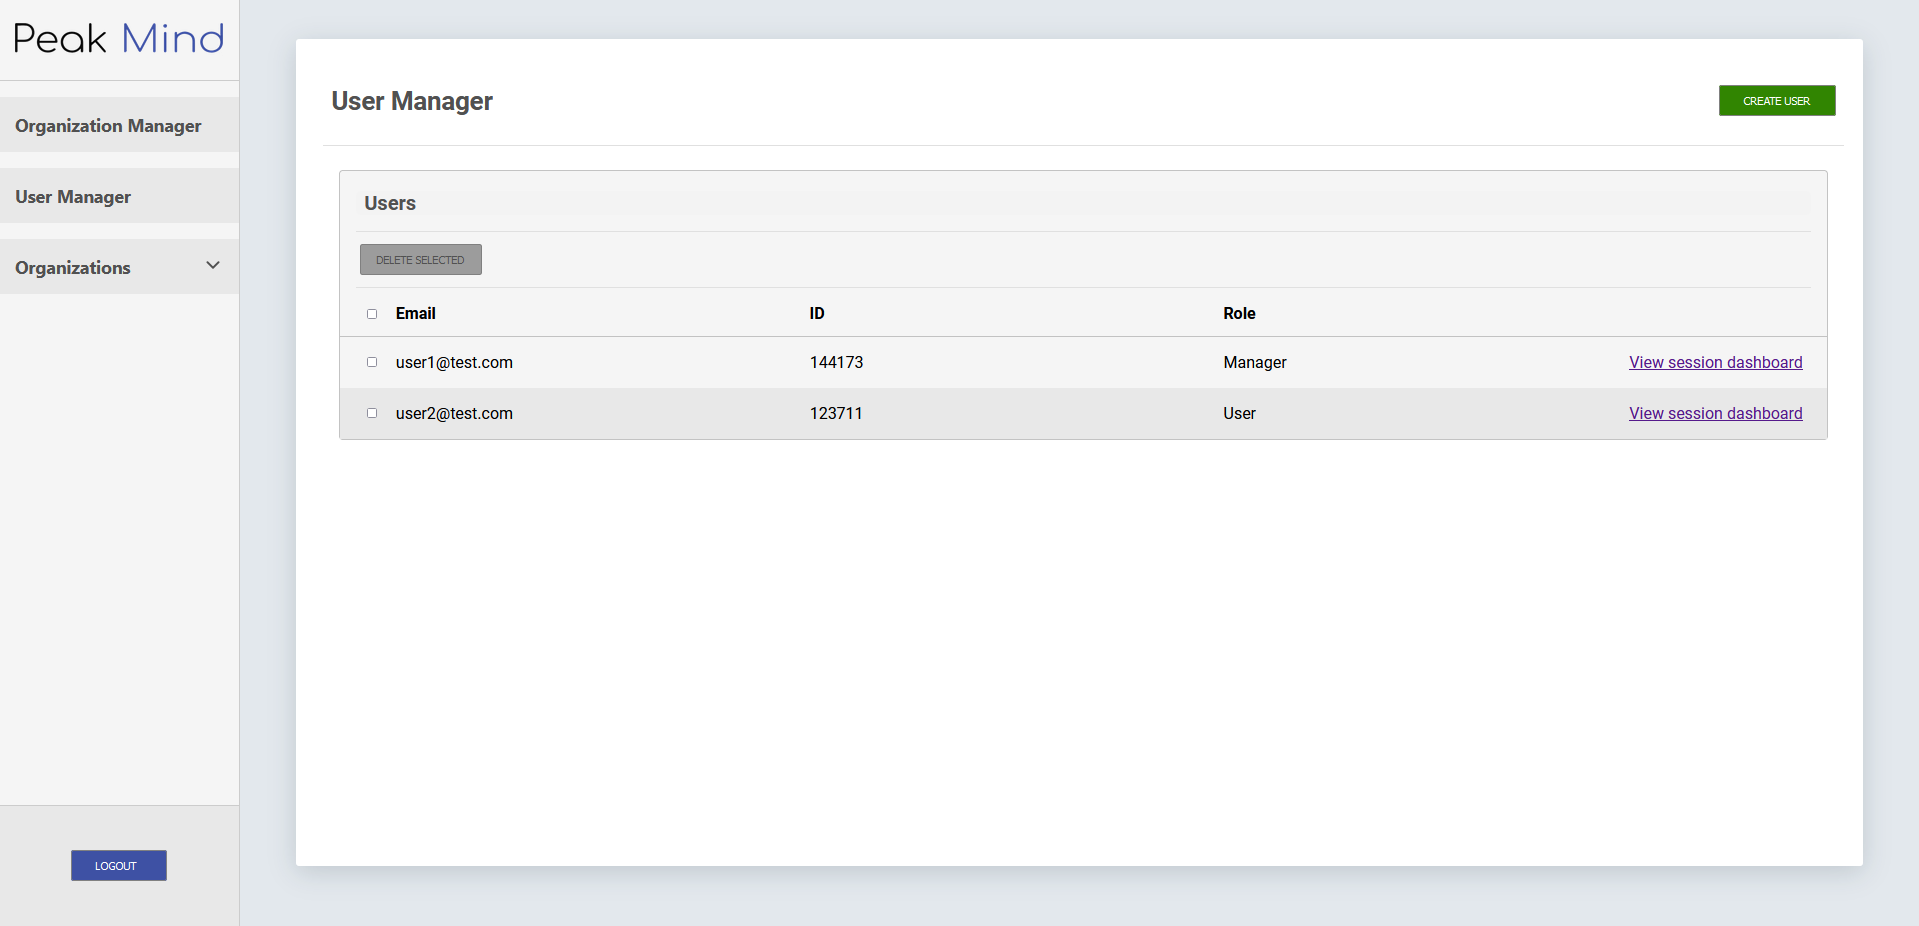 Peak Mind
Organization Manager
User Manager
Organizations
LOGOUT
User Manager
CREATE USER
Users
DELETE SELECTED
Email ID Role
user1@test.com 144173 Manager View session dashboard
user2@test.com 123711 User View session dashboard